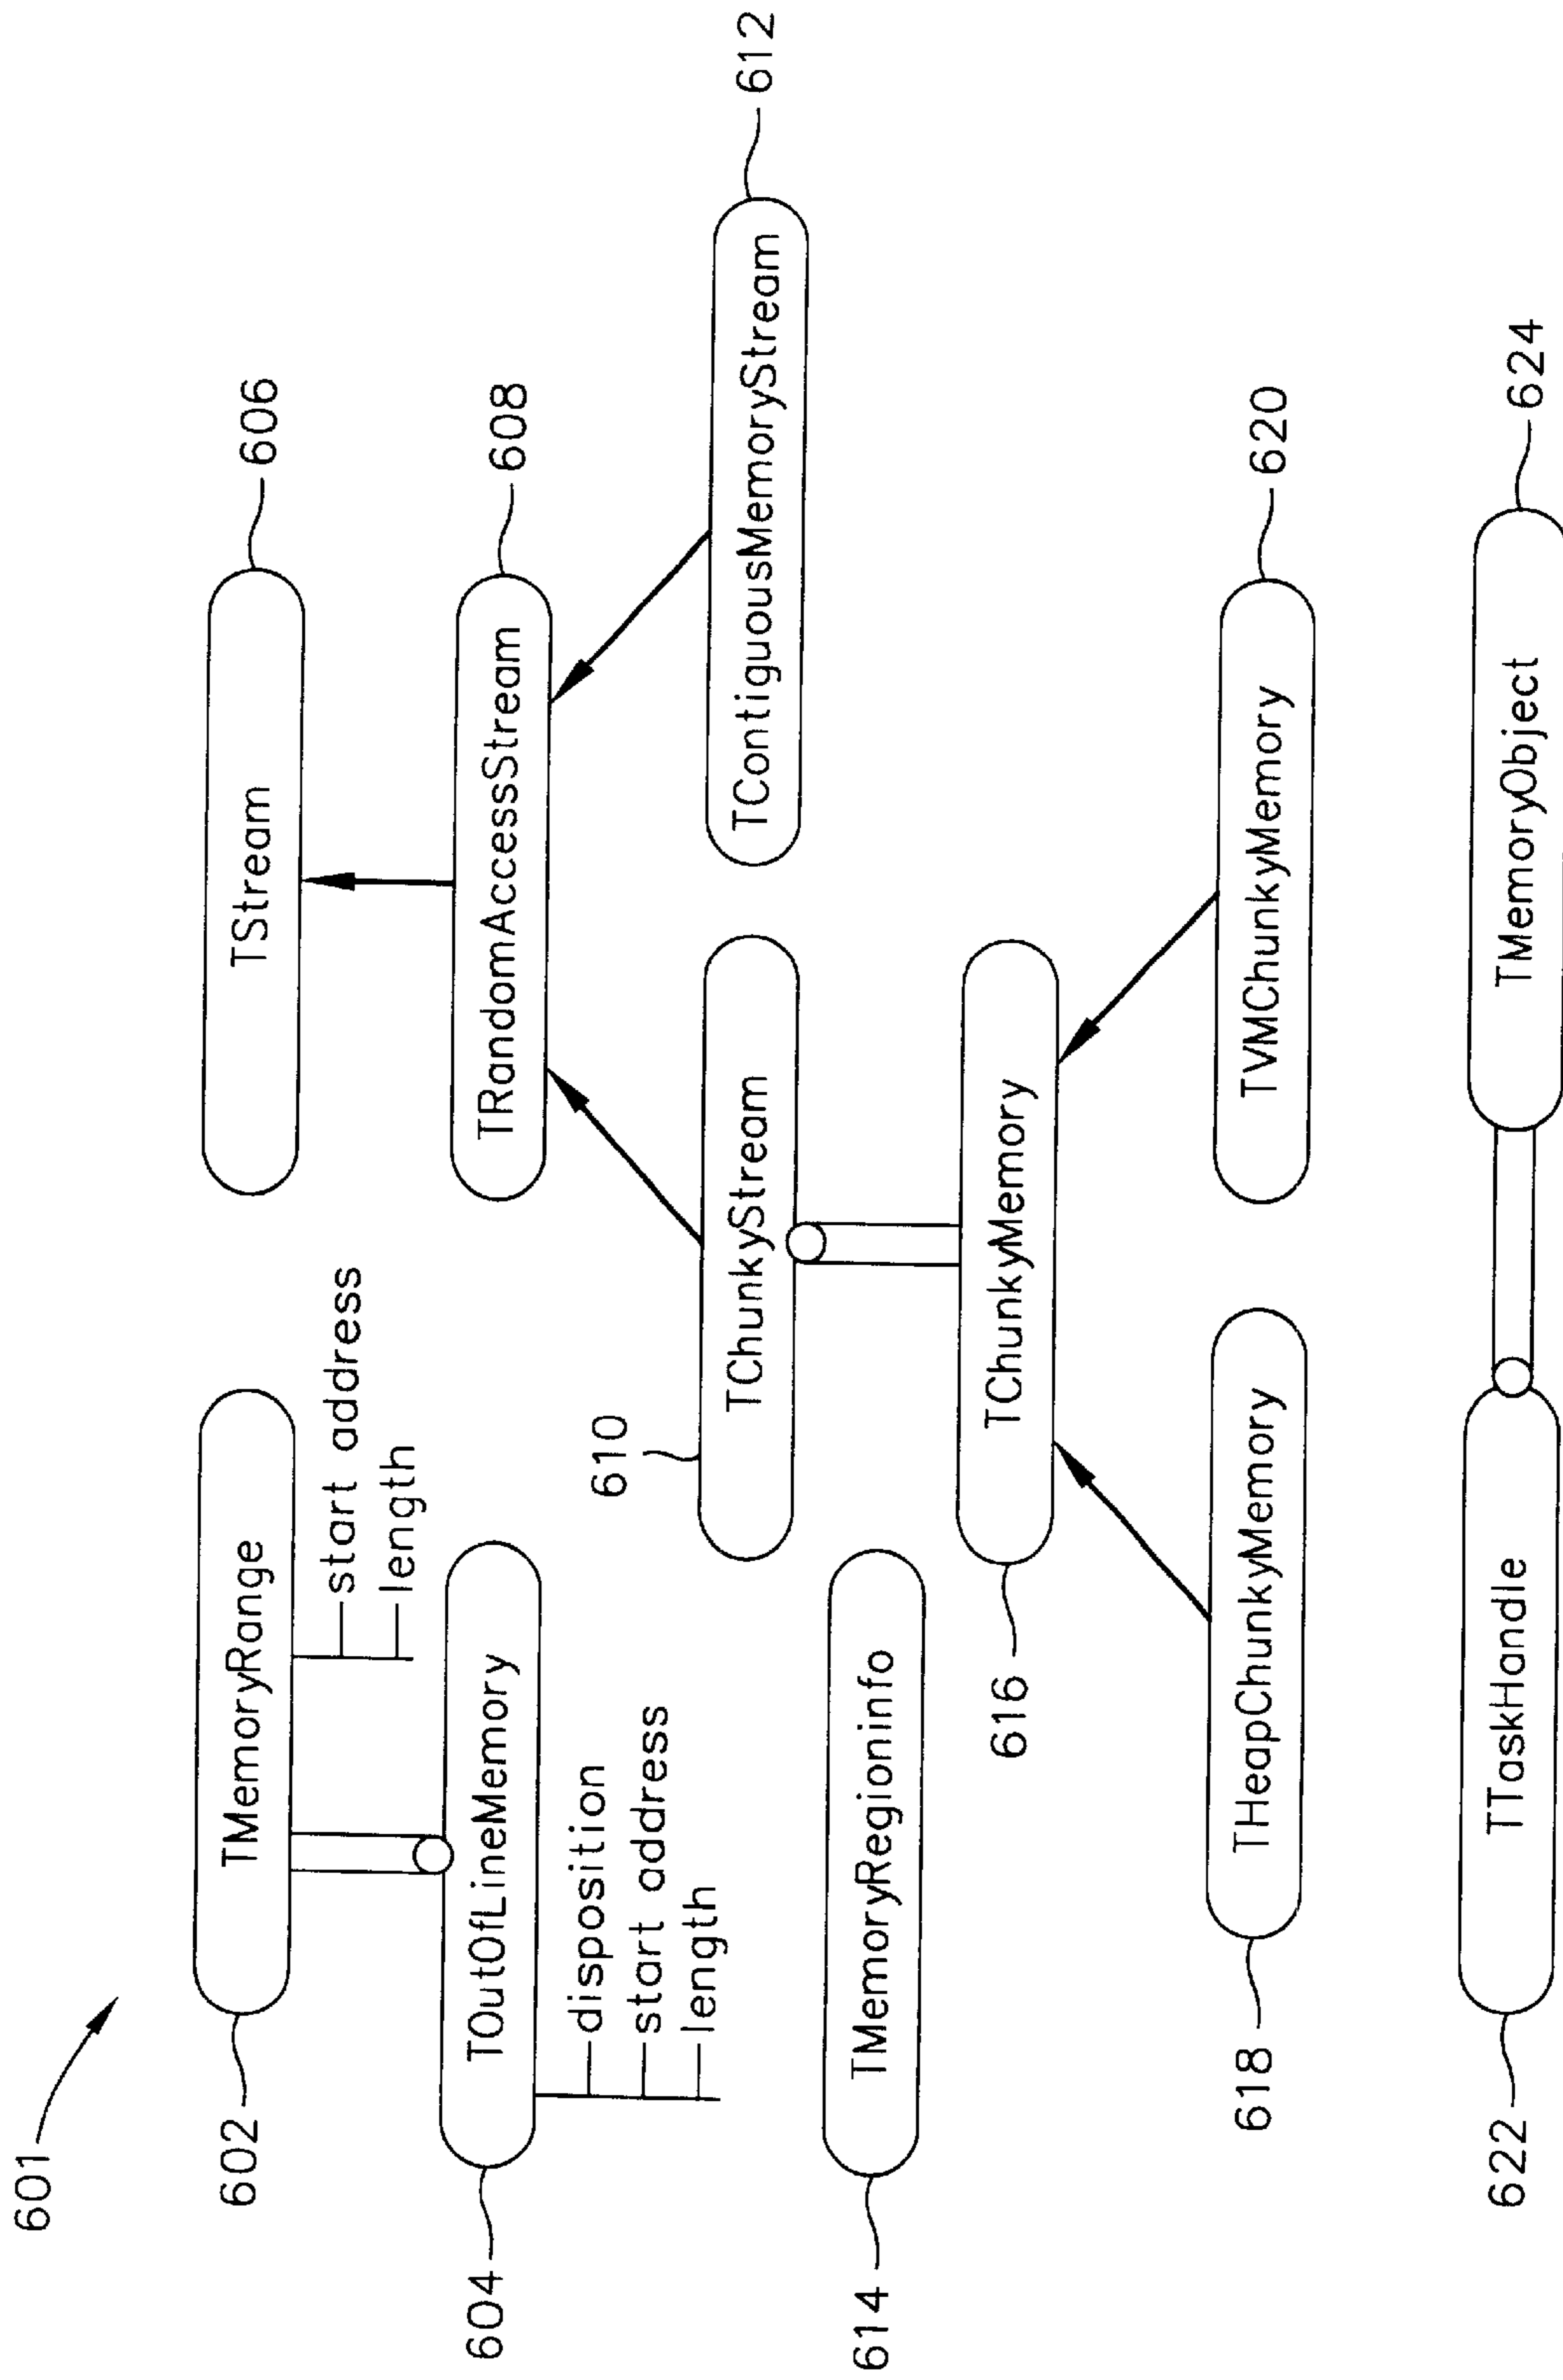 601
602
TMemoryRange
start address
length
TStream
606
604
TOutOfLineMemory
disposition
start address
length
TRandomAccessStream
608
610
TChunkyStream
TContiguousMemoryStream
612
614
TMemoryRegioninfo
616
TChunkyMemory
618
THeapChunkyMemory
TVMChunkyMemory
620
622
TTaskHandle
TMemoryObject
624